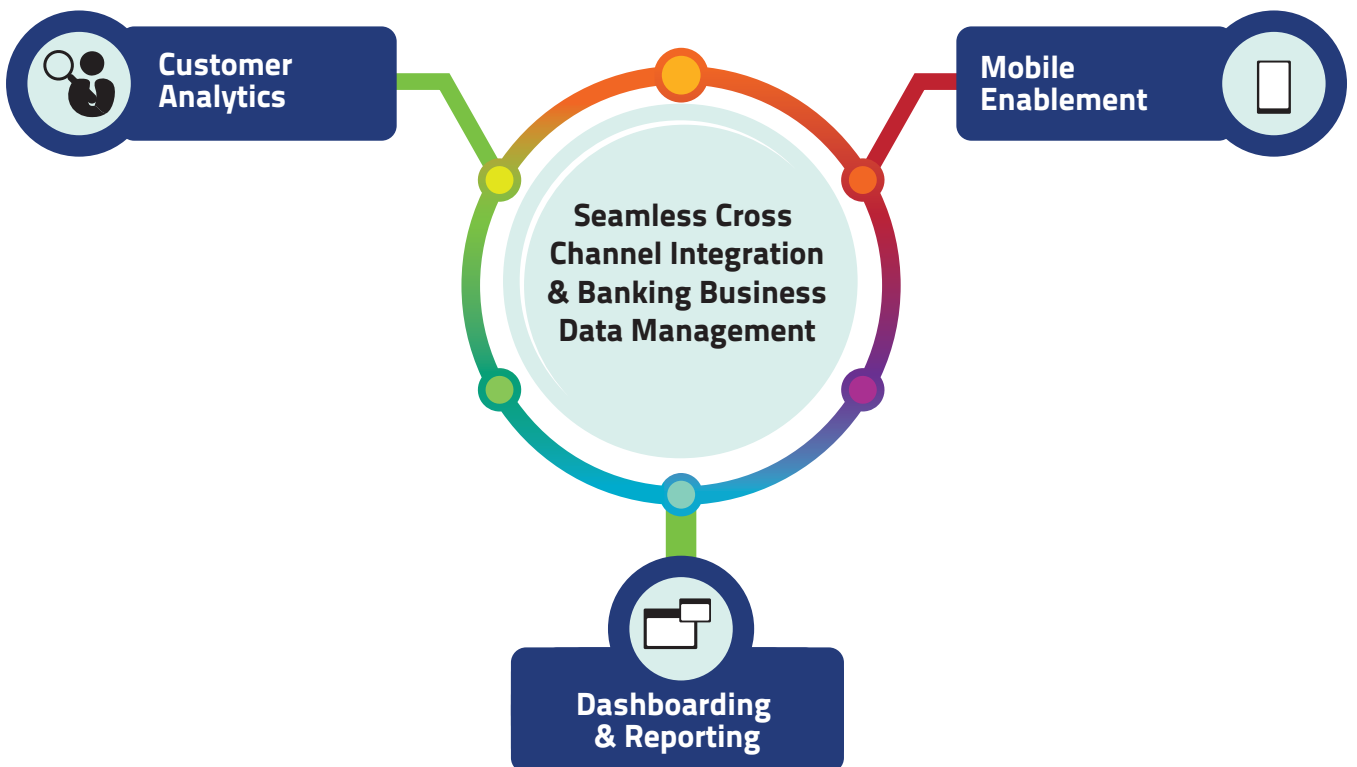 Customer
Analytics
Mobile
Enablement
Seamless Cross
Channel Integration
& Banking Business
Data Management
Dashboarding
& Reporting